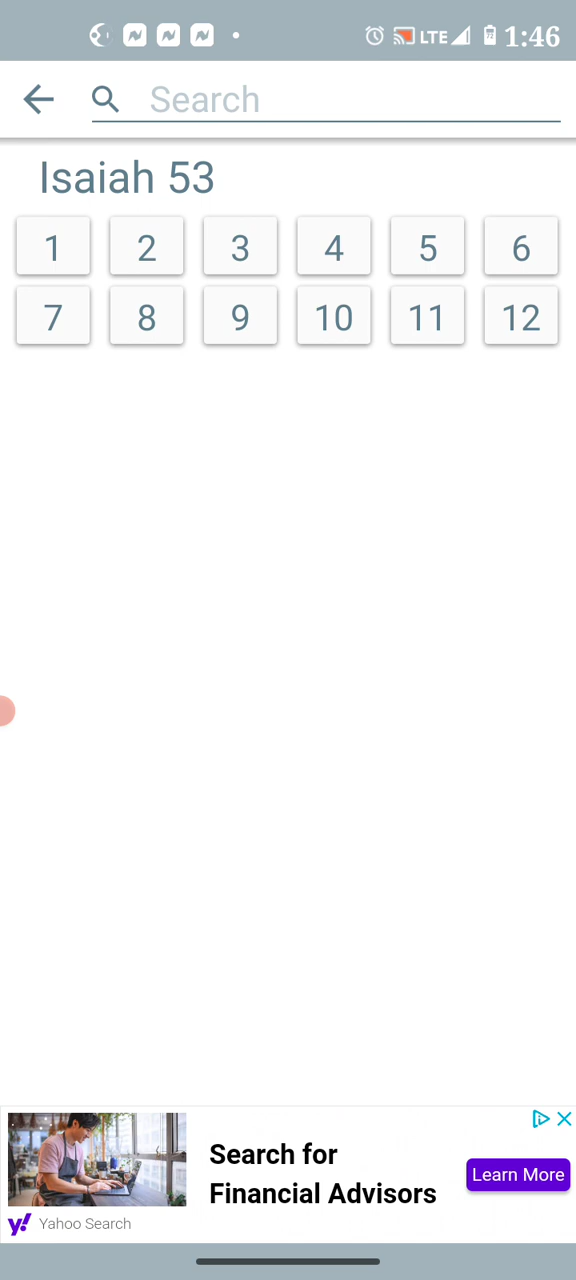 LTE 72 1:46
Search
Isaiah 53
1 2 3 4 5 6
7 8 9 10 11 12
Search for
Financial Advisors
Learn More
y! Yahoo Search